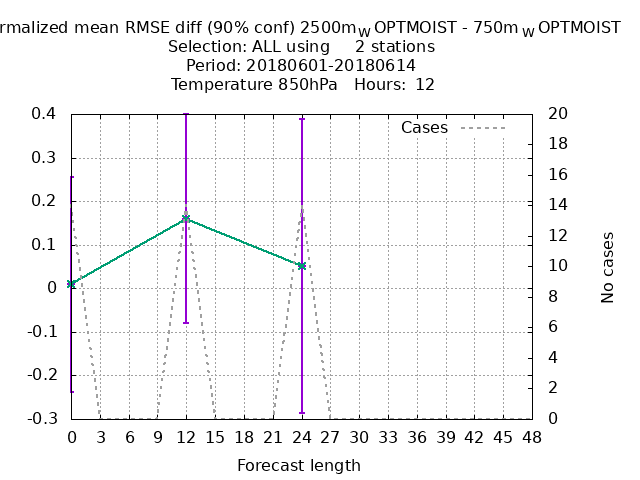 rmalized mean RMSE diff (90% conf) 2500m_W OPTMOIST - 750m_W OPTMOIST
Selection: ALL using 2 stations
Period: 20180601-20180614
Temperature 850hPa Hours: 12
Cases
0.4
0.3
0.2
0.1
0
-0.1
-0.2
-0.3
20
18
16
14
12
10
8
6
4
2
0
No cases
0 3 6 9 12 15 18 21 24 27 30 33 36 39 42 45 48
Forecast length